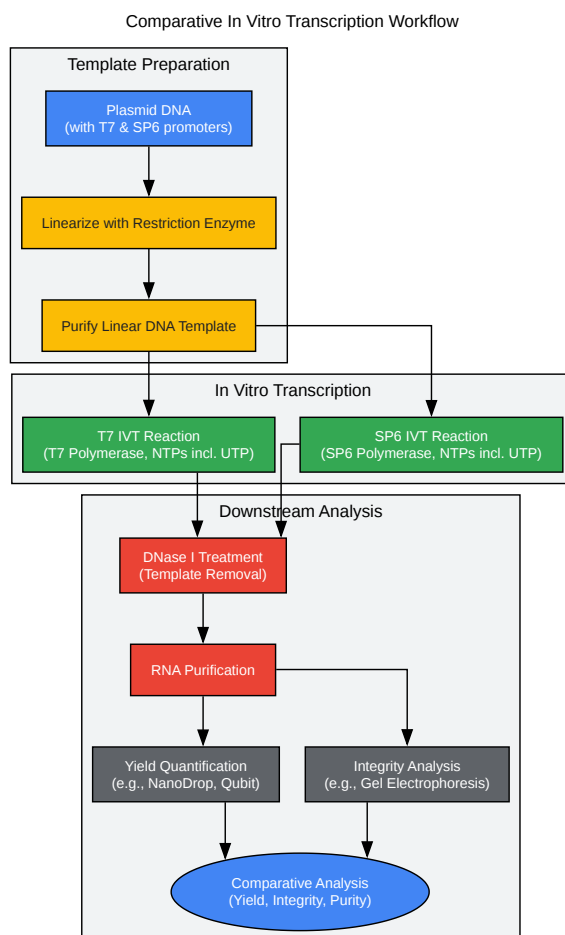 Comparative In Vitro Transcription Workflow
Template Preparation
Plasmid DNA
(with T7 & SP6 promoters)
Linearize with Restriction Enzyme
Purify Linear DNA Template
In Vitro Transcription
T7 IVT Reaction
(T7 Polymerase, NTPs incl. UTP)
SP6 IVT Reaction
(SP6 Polymerase, NTPs incl. UTP)
Downstream Analysis
DNase I Treatment
(Template Removal)
RNA Purification
Yield Quantification
(e.g., NanoDrop, Qubit)
Integrity Analysis
(e.g., Gel Electrophoresis)
Comparative Analysis
(Yield, Integrity, Purity)